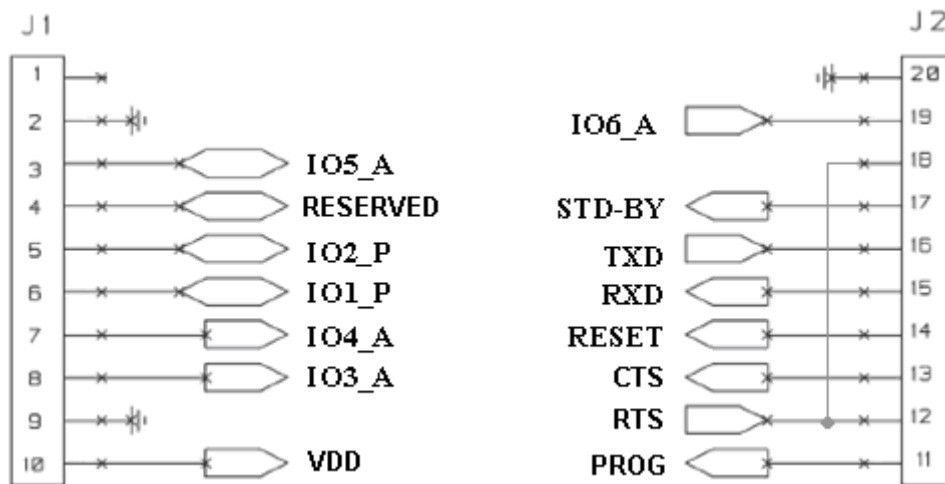 J1 J2
1 20
2 IO6_A 19
3 IO5_A 18
4 RESERVED STD-BY 17
5 IO2_P TXD 16
6 IO1_P RXD 15
7 IO4_A RESET 14
8 IO3_A CTS 13
9 RTS 12
10 VDD PROG 11